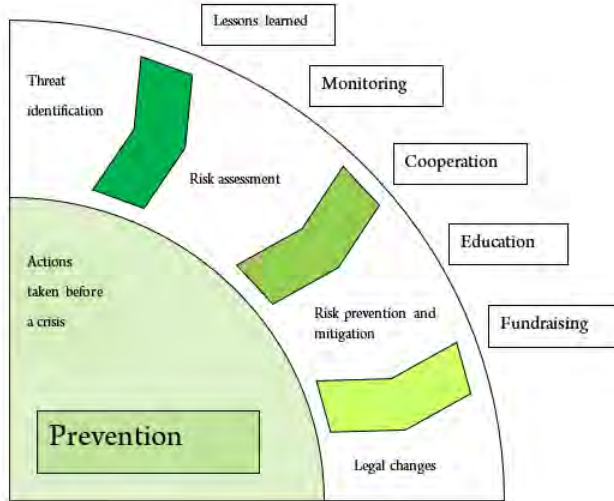 Lessons learned
Threat
identification
Monitoring
Risk assessment
Cooperation
Education
Actions
taken before
a crisis
Risk prevention and
mitigation
Fundraising
Prevention
Legal changes